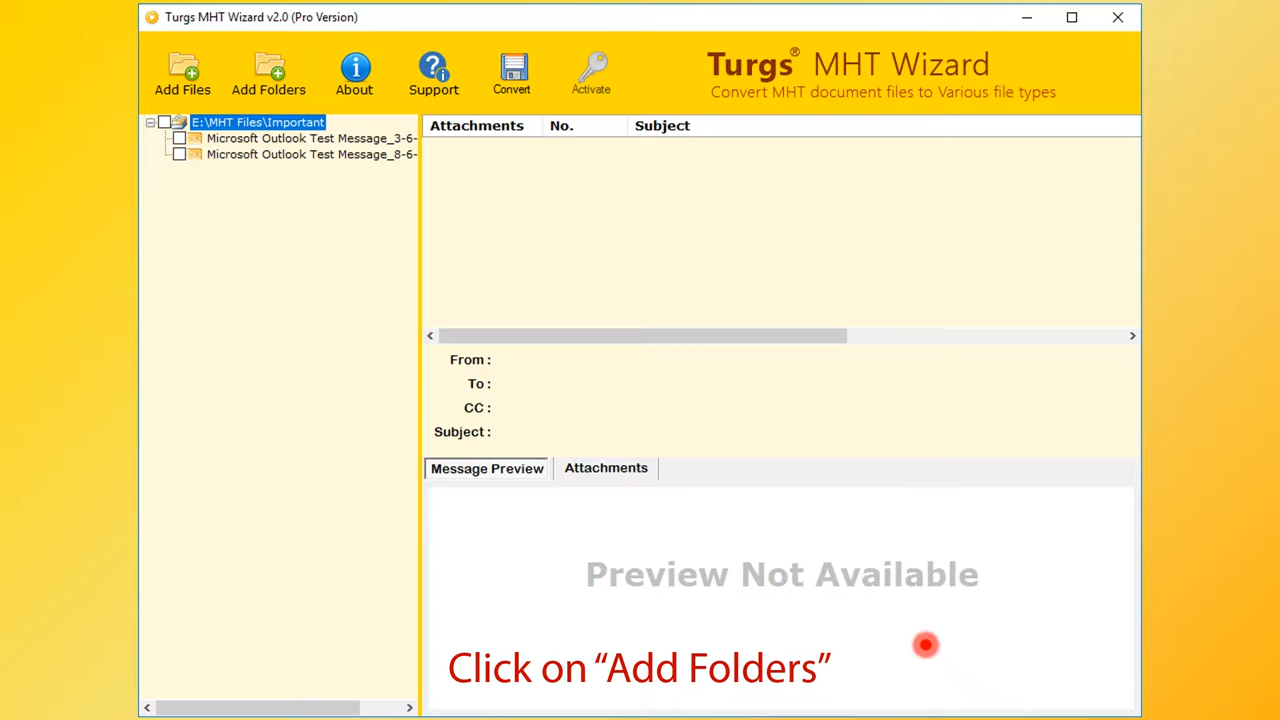 Turgs MHT Wizard v2.0 (Pro Version)
Add Files
Add Folders
About
Support
Convert
Activate
Turgs® MHT Wizard
Convert MHT document files to Various file types
E:\MHT Files\Important
Microsoft Outlook Test Message_3-6-
Microsoft Outlook Test Message_8-6-
Attachments No. Subject
From :
To :
CC :
Subject :
Message Preview Attachments
Preview Not Available
Click on “Add Folders”